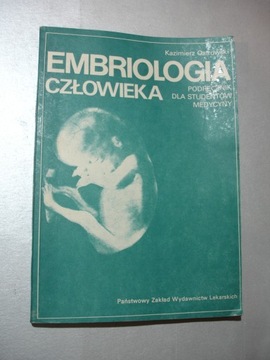 Kazimierz Ostrowski
EMBRIOLOGIA
CZŁOWIEKA
PODRĘCZNIK
DLA STUDENTÓW
MEDYCYNY
Państwowy Zakład Wydawnictw Lekarskich